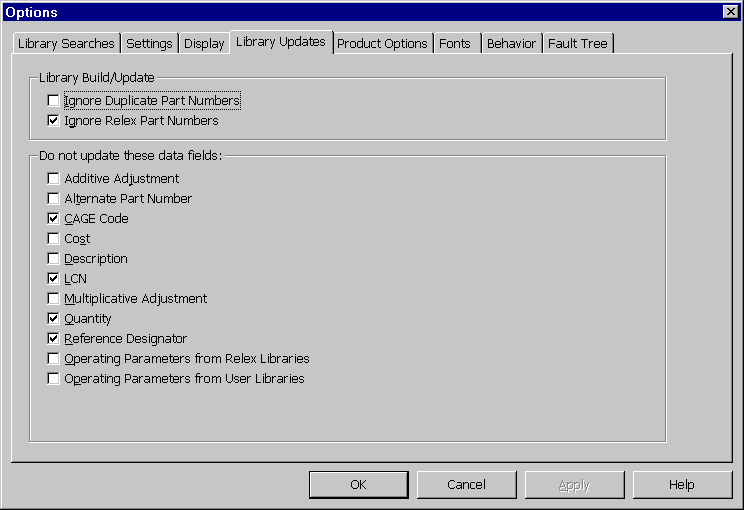 Options
Library Searches Settings Display Library Updates Product Options Fonts Behavior Fault Tree
Library Build/Update
Ignore Duplicate Part Numbers
Ignore Relex Part Numbers
Do not update these data fields:
Additive Adjustment
Alternate Part Number
CAGE Code
Cost
Description
LCN
Multiplicative Adjustment
Quantity
Reference Designator
Operating Parameters from Relex Libraries
Operating Parameters from User Libraries
OK Cancel Apply Help